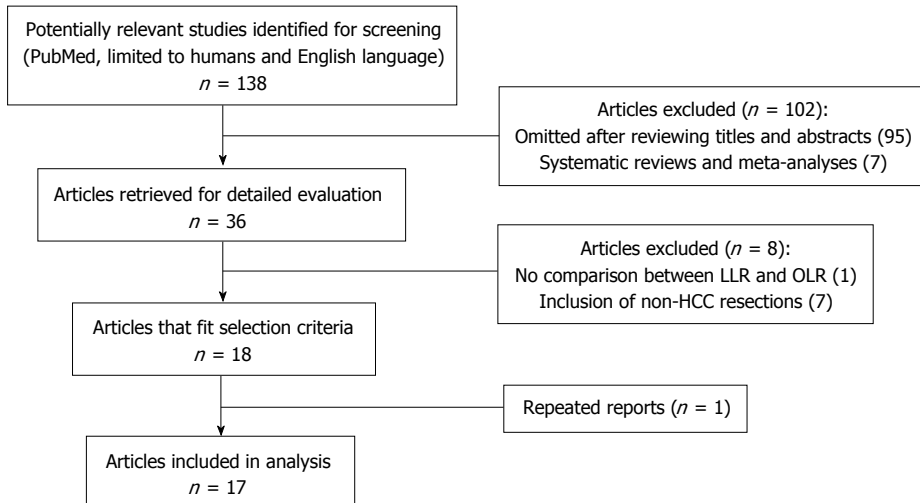 Potentially relevant studies identified for screening
(PubMed, limited to humans and English language)
n = 138
Articles excluded (n = 102):
Omitted after reviewing titles and abstracts (95)
Systematic reviews and meta-analyses (7)
Articles retrieved for detailed evaluation
n = 36
Articles excluded (n = 8):
No comparison between LLR and OLR (1)
Inclusion of non-HCC resections (7)
Articles that fit selection criteria
n = 18
Repeated reports (n = 1)
Articles included in analysis
n = 17